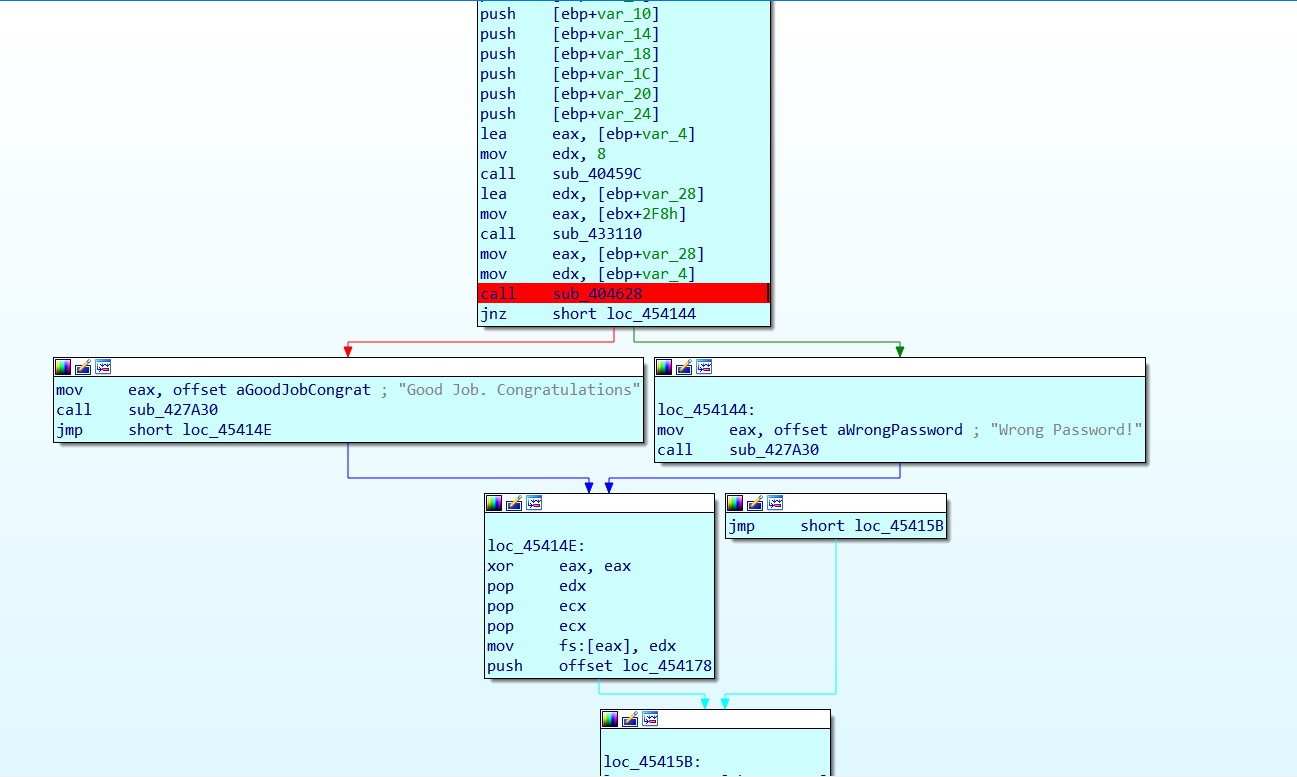 push [ebp+var_10]
push [ebp+var_14]
push [ebp+var_18]
push [ebp+var_1C]
push [ebp+var_20]
push [ebp+var_24]
lea eax, [ebp+var_4]
mov edx, 8
call sub_40459C
lea edx, [ebp+var_28]
mov eax, [ebx+2F8h]
call sub_433110
mov eax, [ebp+var_28]
mov edx, [ebp+var_4]
call sub_404628
jnz short loc_454144
mov eax, offset aGoodJobCongrat ; "Good Job. Congratulations"
call sub_427A30
jmp short loc_45414E
loc_454144:
mov eax, offset aWrongPassword ; "Wrong Password!"
call sub_427A30
loc_45414E:
xor eax, eax
pop edx
pop ecx
pop ecx
mov fs:[eax], edx
push offset loc_454178
jmp short loc_45415B
loc_45415B: